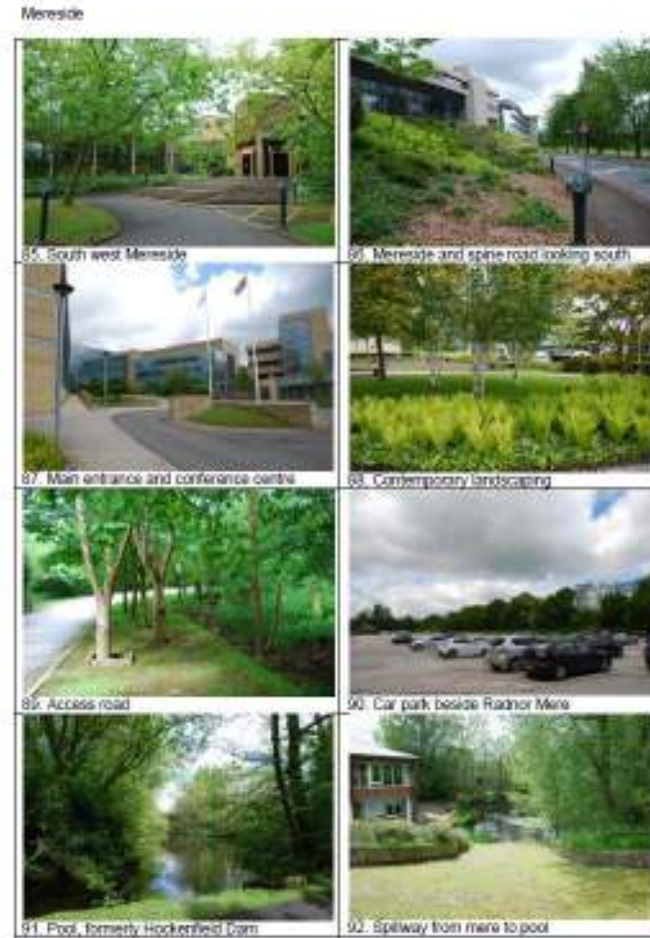 Mereside
85. South west Mereside
86. Mereside and spine road looking south
87. Main entrance and conference centre
88. Contemporary landscaping
89. Access road
90. Car park beside Radnor Mere
91. Pool, formerly Hockenfield Dam
92. Spillway from mere to pool